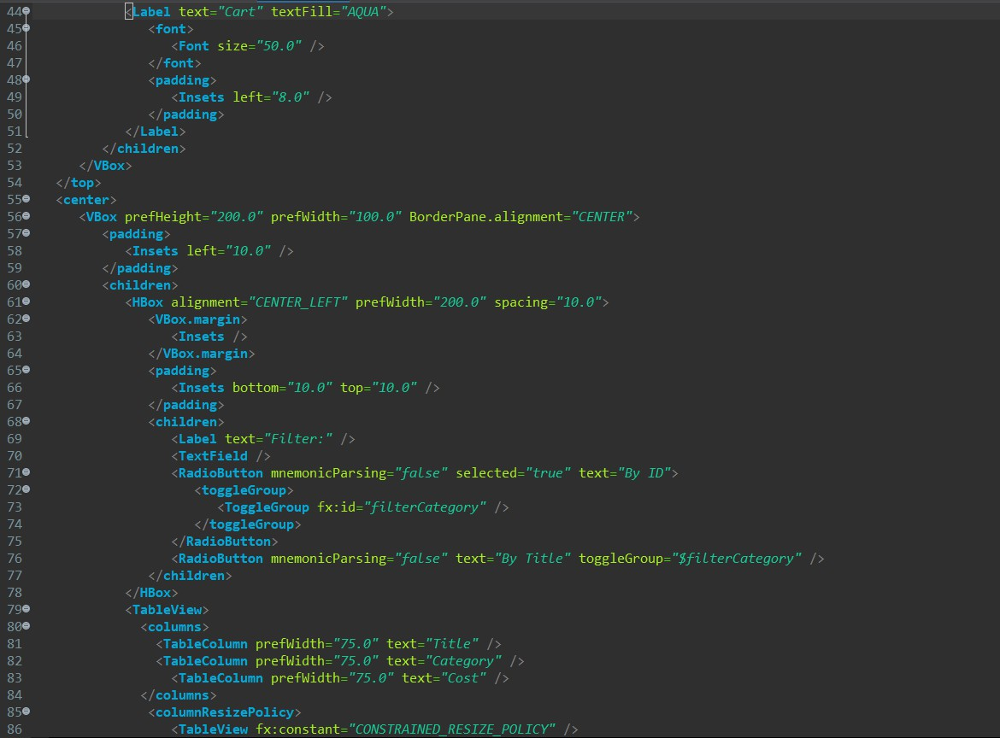 44 <Label text="Cart" textFill="AQUA">
45 <font>
46 <Font size="50.0" />
47 </font>
48 <padding>
49 <Insets left="8.0" />
50 </padding>
51 </Label>
52 </children>
53 </VBox>
54 </top>
55 <center>
56 <VBox prefHeight="200.0" prefWidth="100.0" BorderPane.alignment="CENTER">
57 <padding>
58 <Insets left="10.0" />
59 </padding>
60 <children>
61 <HBox alignment="CENTER_LEFT" prefWidth="200.0" spacing="10.0">
62 <VBox.margin>
63 <Insets />
64 </VBox.margin>
65 <padding>
66 <Insets bottom="10.0" top="10.0" />
67 </padding>
68 <children>
69 <Label text="Filter:" />
70 <TextField />
71 <RadioButton mnemonicParsing="false" selected="true" text="By ID">
72 <toggleGroup>
73 <ToggleGroup fx:id="filterCategory" />
74 </toggleGroup>
75 </RadioButton>
76 <RadioButton mnemonicParsing="false" text="By Title" toggleGroup="$filterCategory" />
77 </children>
78 </HBox>
79 <TableView>
80 <columns>
81 <TableColumn prefWidth="75.0" text="Title" />
82 <TableColumn prefWidth="75.0" text="Category" />
83 <TableColumn prefWidth="75.0" text="Cost" />
84 </columns>
85 <columnResizePolicy>
86 <TableView fx:constant="CONSTRAINED_RESIZE_POLICY" />